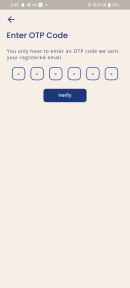 Enter OTP Code
You only have to enter an OTP code we sent
your registered email
Verify